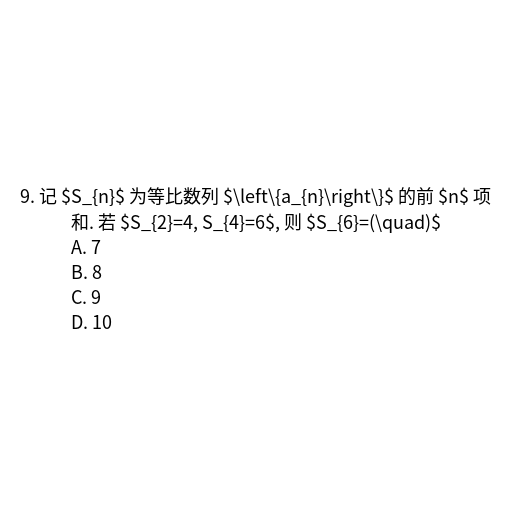 9. 记 $S_{n}$ 为等比数列 $\left\{a_{n}\right\}$ 的前 $n$ 项
和. 若 $S_{2}=4, S_{4}=6$, 则 $S_{6}=(\quad)$
A. 7
B. 8
C. 9
D. 10